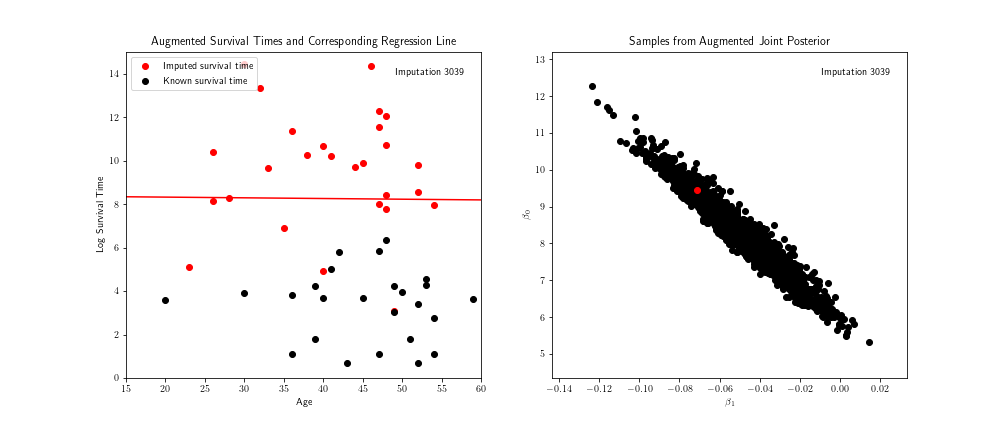 Augmented Survival Times and Corresponding Regression Line
Imputed survival time
Known survival time
Imputation 3039
14
12
10
8
6
4
2
0
Log Survival Time
15 20 25 30 35 40 45 50 55 60
Age
Samples from Augmented Joint Posterior
Imputation 3039
13
12
11
10
9
8
7
6
5
β₀
−0.14 −0.12 −0.10 −0.08 −0.06 −0.04 −0.02 0.00 0.02
β₁